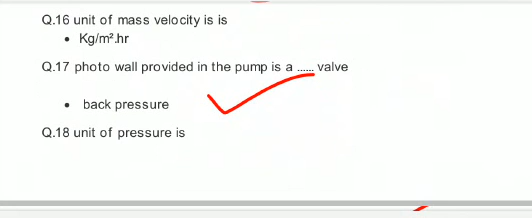 Q.16 unit of mass velocity is is
• Kg/m².hr
Q.17 photo wall provided in the pump is a ...... valve
• back pressure
Q.18 unit of pressure is